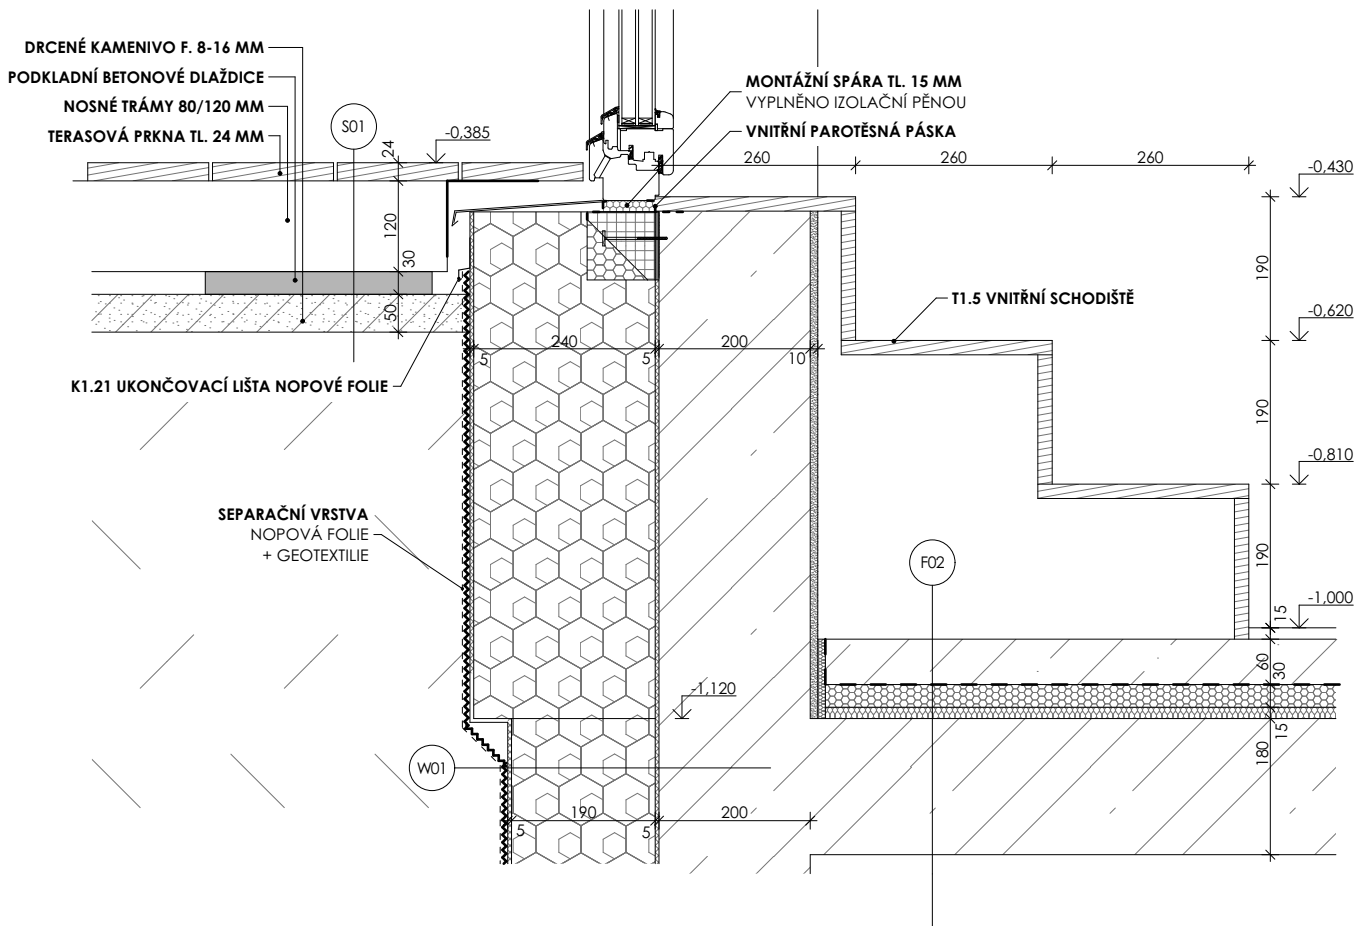 DRCENÉ KAMENIVO F. 8-16 MM
PODKLADNÍ BETONOVÉ DLAŽDICE
NOSNÉ TRÁMY 80/120 MM
TERASOVÁ PRKNA TL. 24 MM
S01
-0,385
24
120
30
50
MONTÁŽNÍ SPÁRA TL. 15 MM
VYPLNĚNO IZOLAČNÍ PĚNOU
VNITŘNÍ PAROTĚSNÁ PÁSKA
260
260
260
-0,430
190
T1.5 VNITŘNÍ SCHODIŠTĚ
-0,620
5
240
5
200
10
K1.21 UKONČOVACÍ LIŠTA NOPOVÉ FOLIE
190
-0,810
SEPARAČNÍ VRSTVA
NOPOVÁ FOLIE
+ GEOTEXTILIE
F02
190
15
-1,000
60
30
-1,120
15
180
W01
5
190
5
200